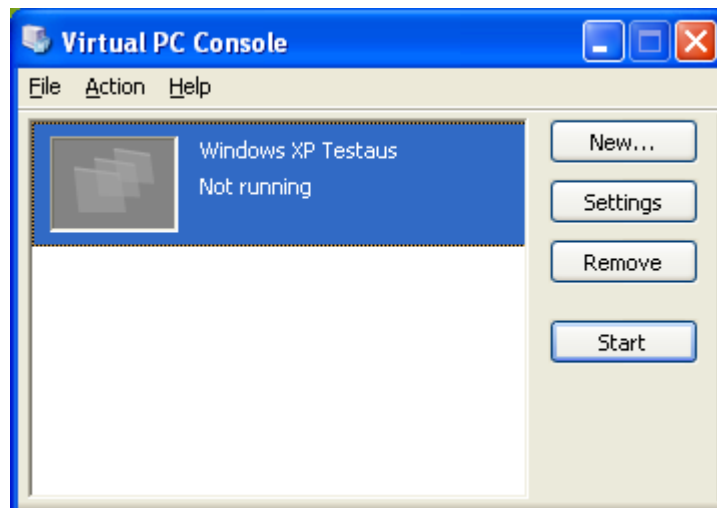 Virtual PC Console
File Action Help
Windows XP Testaus
Not running
New...
Settings
Remove
Start